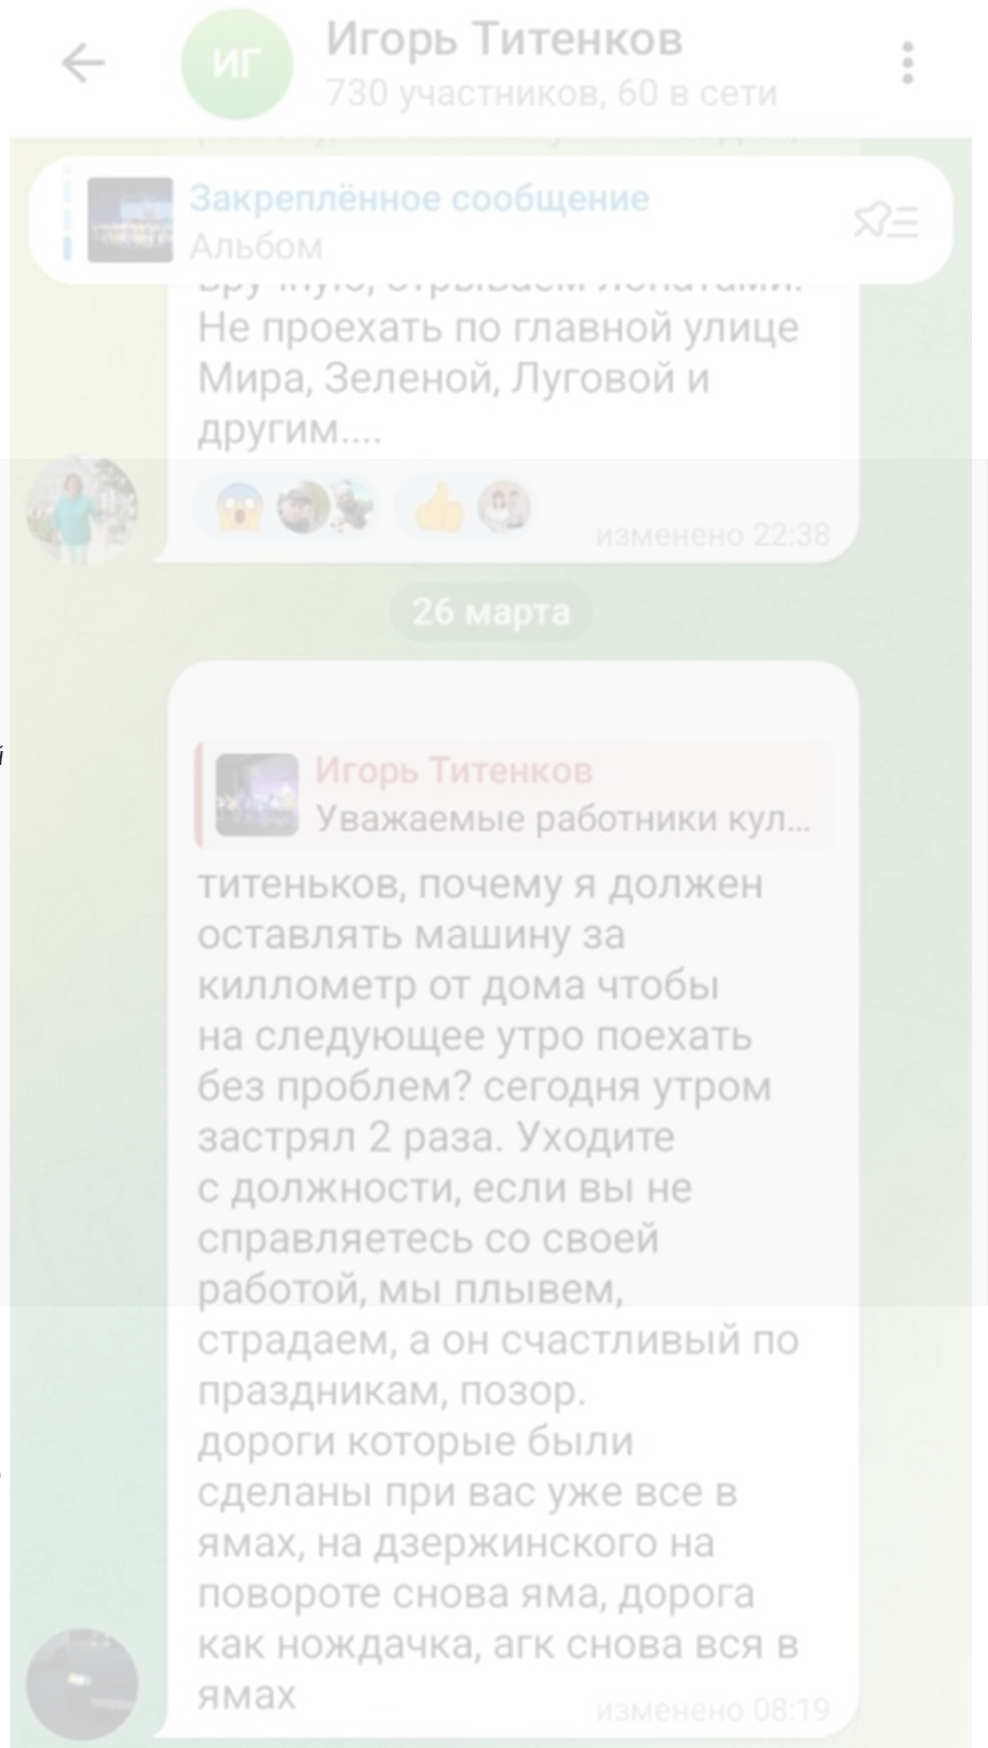 ИГ
Игорь Титенков
730 участников, 60 в сети
Закреплённое сообщение
Альбом
вручную, отрываем лопатами.
Не проехать по главной улице
Мира, Зеленой, Луговой и
другим....
изменено 22:38
26 марта
й
Игорь Титенков
Уважаемые работники кул...
титеньков, почему я должен
оставлять машину за
киллометр от дома чтобы
на следующее утро поехать
без проблем? сегодня утром
застрял 2 раза. Уходите
с должности, если вы не
справляетесь со своей
работой, мы плывем,
страдаем, а он счастливый по
праздникам, позор.
дороги которые были
сделаны при вас уже все в
ямах, на дзержинского на
повороте снова яма, дорога
как нождачка, агк снова вся в
ямах
изменено 08:19